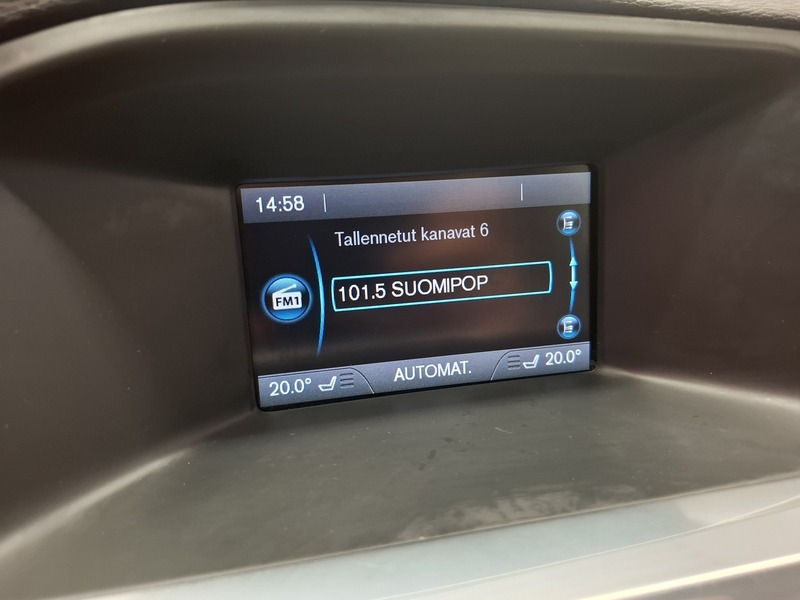 14:58
Tallennetut kanavat 6
FM1
101.5 SUOMIPOP
20.0° AUTOMAT. 20.0°